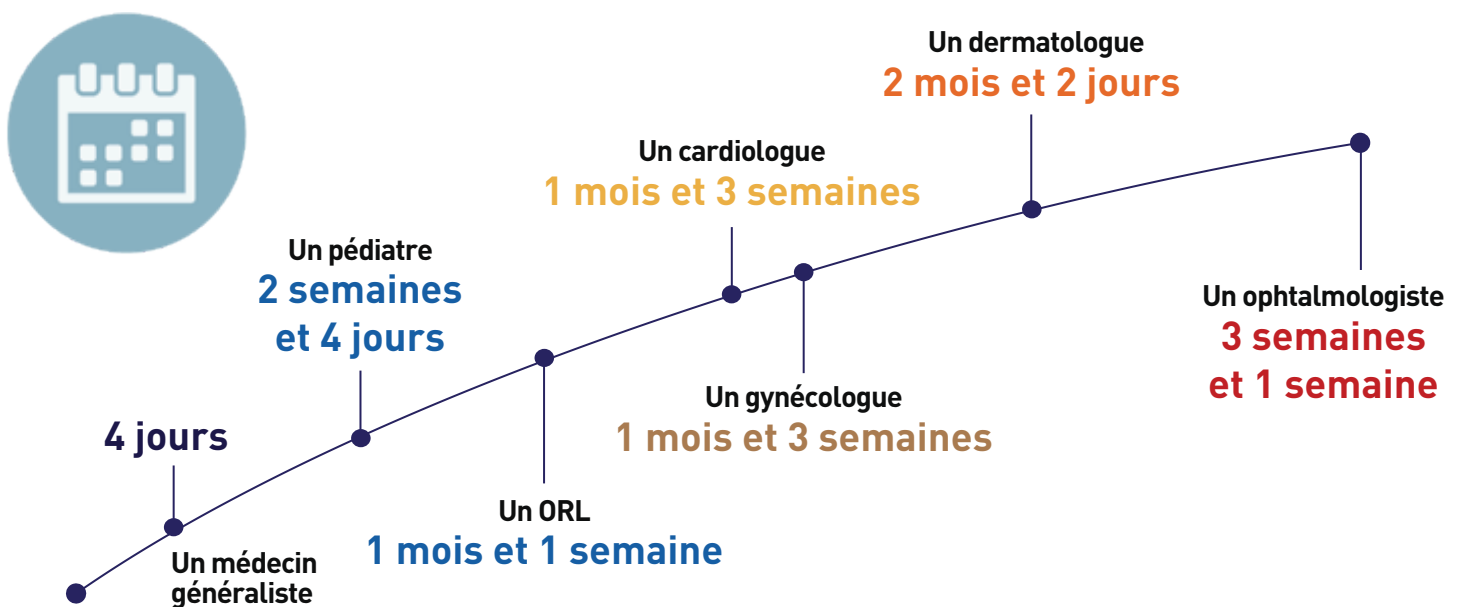 4 jours
Un médecin
généraliste
Un pédiatre
2 semaines
et 4 jours
Un ORL
1 mois et 1 semaine
Un cardiologue
1 mois et 3 semaines
Un gynécologue
1 mois et 3 semaines
Un dermatologue
2 mois et 2 jours
Un ophtalmologiste
3 semaines
et 1 semaine